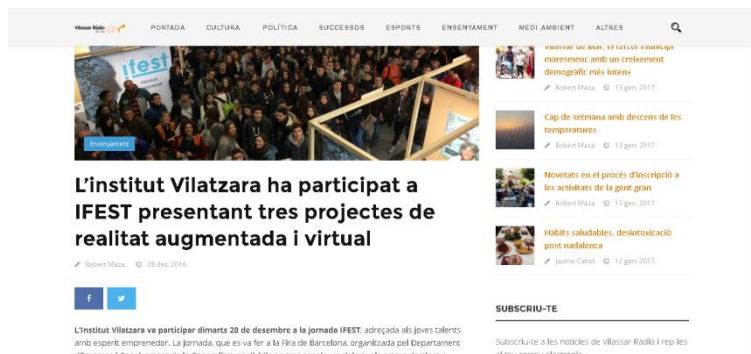 Vilassar Ràdio
PORTADA CULTURA POLÍTICA SUCCESSOS ESPORTS ENSENYAMENT MEDI AMBIENT ALTRES
ifest
Ensenyament
L'institut Vilatzara ha participat a
IFEST presentant tres projectes de
realitat augmentada i virtual
Robert Maza 28 des. 2016
L'Institut Vilatzara va participar dimarts 20 de desembre a la jornada IFEST, adreçada als joves talents
amb esperit emprenedor. La jornada, que es va fer a la Fira de Barcelona, organitzada pel Departament
Vilassar de Mar, el tercer municipi
maresmenc amb un creixement
demogràfic més intens
Robert Maza 13 gen. 2017
Cap de setmana amb descens de les
temperatures
Robert Maza 13 gen. 2017
Novetats en el procés d'inscripció a
les activitats de la gent gran
Robert Maza 13 gen. 2017
Hàbits saludables, desintoxicació
post nadalenca
Jaume Cabot 12 gen. 2017
SUBSCRIU-TE
Subscriu-te a les notícies de Vilassar Ràdio i rep-les